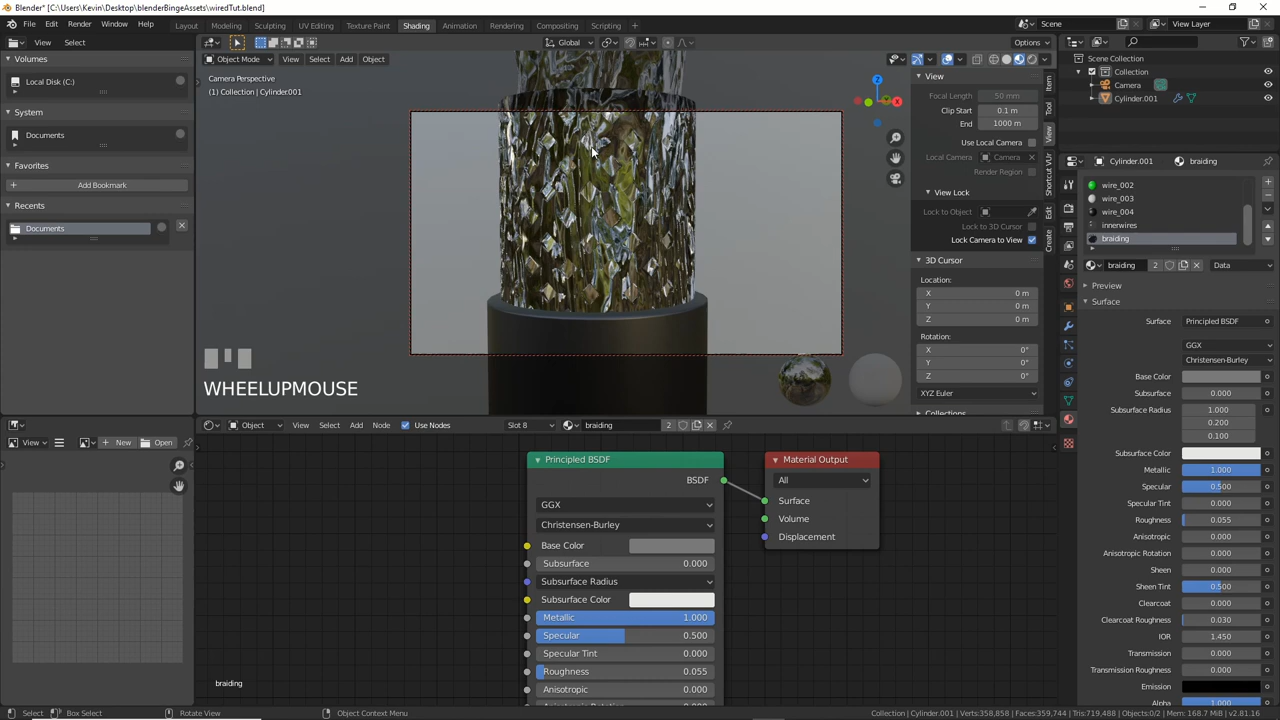 Blender* [C:\Users\Kevin\Desktop\blenderBingeAssets\wiredTut.blend]
File Edit Render Window Help Layout Modeling Sculpting UV Editing Texture Paint Shading Animation Rendering Compositing Scripting + Scene View Layer
View Select Global Options
Object Mode View Select Add Object
Volumes
Local Disk (C:)
System
Documents
Favorites
Add Bookmark
Recents
Documents
Camera Perspective
(1) Collection | Cylinder.001
Z
X
WHEELUPMOUSE
View
Focal Length 50 mm
Clip Start 0.1 m
End 1000 m
Use Local Camera
Local Camera Camera
Render Region
View Lock
Lock to Object
Lock to 3D Cursor
Lock Camera to View
3D Cursor
Location:
X 0 m
Y 0 m
Z 0 m
Rotation:
X 0°
Y 0°
Z 0°
XYZ Euler
Collections
Item
Tool
View
Shortcut VUr
Edit
Create
Scene Collection
Collection
Camera
Cylinder.001
Cylinder.001 braiding
wire_002
wire_003
wire_004
innerwires
braiding
braiding 2 Data
Preview
Surface
Surface Principled BSDF
GGX
Christensen-Burley
Base Color
Subsurface 0.000
Subsurface Radius 1.000
0.200
0.100
Subsurface Color
Metallic 1.000
Specular 0.500
Specular Tint 0.000
Roughness 0.055
Anisotropic 0.000
Anisotropic Rotation 0.000
Sheen 0.000
Sheen Tint 0.500
Clearcoat 0.000
Clearcoat Roughness 0.030
IOR 1.450
Transmission 0.000
Transmission Roughness 0.000
Emission
Alpha 1.000
View New Open
Object View Select Add Node Use Nodes Slot 8 braiding 2
Principled BSDF
BSDF
GGX
Christensen-Burley
Base Color
Subsurface 0.000
Subsurface Radius
Subsurface Color
Metallic 1.000
Specular 0.500
Specular Tint 0.000
Roughness 0.055
Anisotropic 0.000
Material Output
All
Surface
Volume
Displacement
braiding
Select Box Select Rotate View Object Context Menu Collection | Cylinder.001 | Verts:358,858 | Faces:359,744 | Tris:719,488 | Objects:0/2 | Mem: 168.7 MiB | v2.81.16